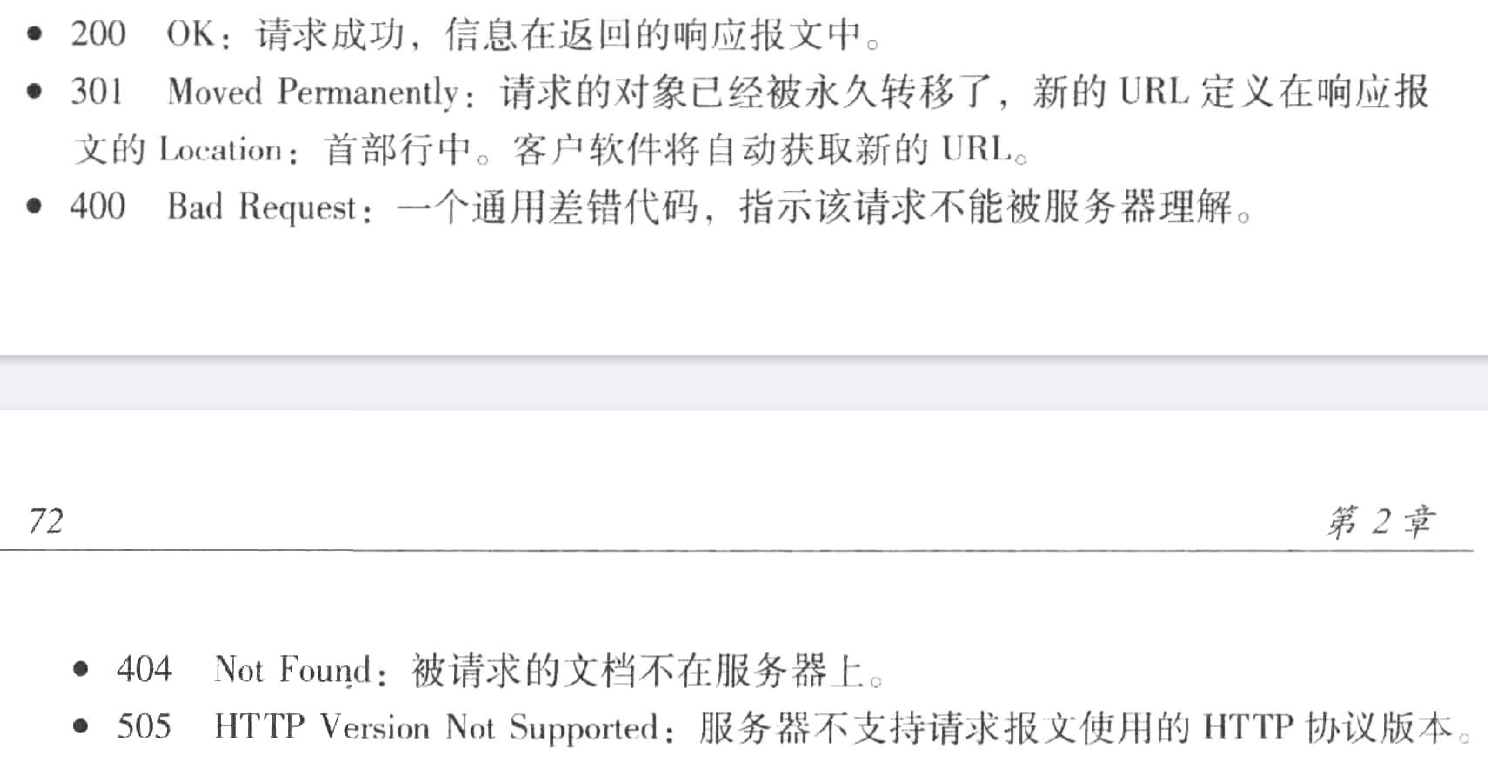 • 200 OK：请求成功，信息在返回的响应报文中。
• 301 Moved Permanently：请求的对象已经被永久转移了，新的 URL 定义在响应报
文的 Location：首部行中。客户软件将自动获取新的 URL。
• 400 Bad Request：一个通用差错代码，指示该请求不能被服务器理解。
72 第 2 章
• 404 Not Found：被请求的文档不在服务器上。
• 505 HTTP Version Not Supported：服务器不支持请求报文使用的 HTTP 协议版本。